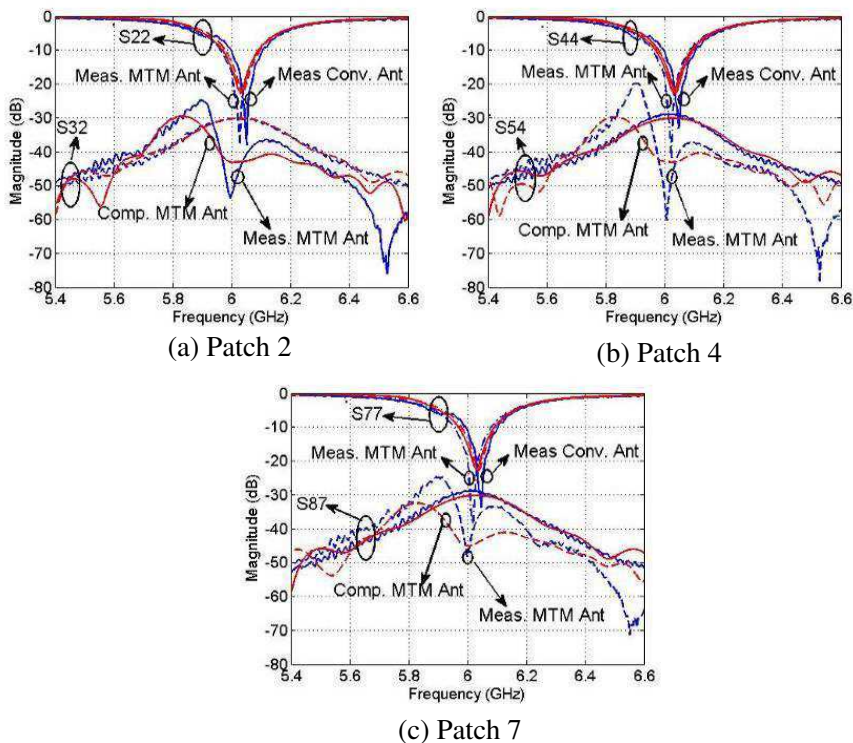 0
-10
-20
-30
-40
-50
-60
-70
-80
Magnitude (dB)
S22
Meas. MTM Ant
Meas Conv. Ant
S32
Comp. MTM Ant
Meas. MTM Ant
5.4 5.6 5.8 6 6.2 6.4 6.6
Frequency (GHz)
(a) Patch 2
0
-10
-20
-30
-40
-50
-60
-70
-80
Magnitude (dB)
S44
Meas. MTM Ant
Meas Conv. Ant
S54
Comp. MTM Ant
Meas. MTM Ant
5.4 5.6 5.8 6 6.2 6.4 6.6
Frequency (GHz)
(b) Patch 4
0
-10
-20
-30
-40
-50
-60
-70
-80
Magnitude (dB)
S77
Meas. MTM Ant
Meas Conv. Ant
S87
Comp. MTM Ant
Meas. MTM Ant
5.4 5.6 5.8 6 6.2 6.4 6.6
Frequency (GHz)
(c) Patch 7